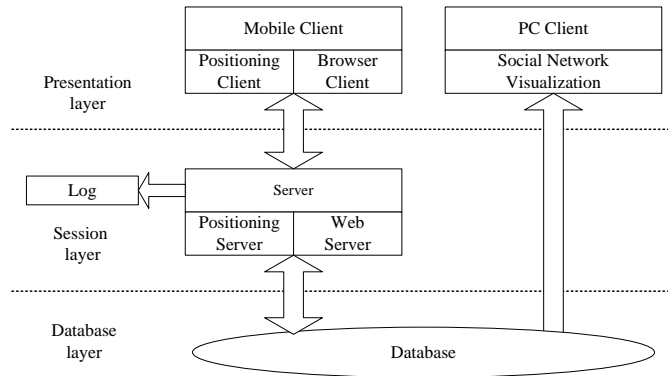 Mobile Client
PC Client
Positioning
Client
Browser
Client
Social Network
Visualization
Presentation
layer
Log
Server
Positioning
Server
Web
Server
Session
layer
Database
layer
Database